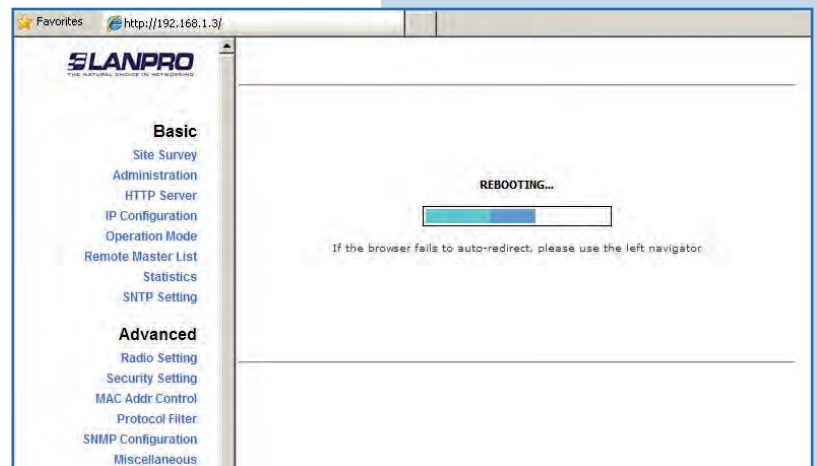 Favorites
http://192.168.1.3/
LANPRO
THE NATURAL CHOICE IN NETWORKING
Basic
Site Survey
Administration
HTTP Server
IP Configuration
Operation Mode
Remote Master List
Statistics
SNTP Setting
Advanced
Radio Setting
Security Setting
MAC Addr Control
Protocol Filter
SNMP Configuration
Miscellaneous
REBOOTING...
If the browser fails to auto-redirect, please use the left navigator